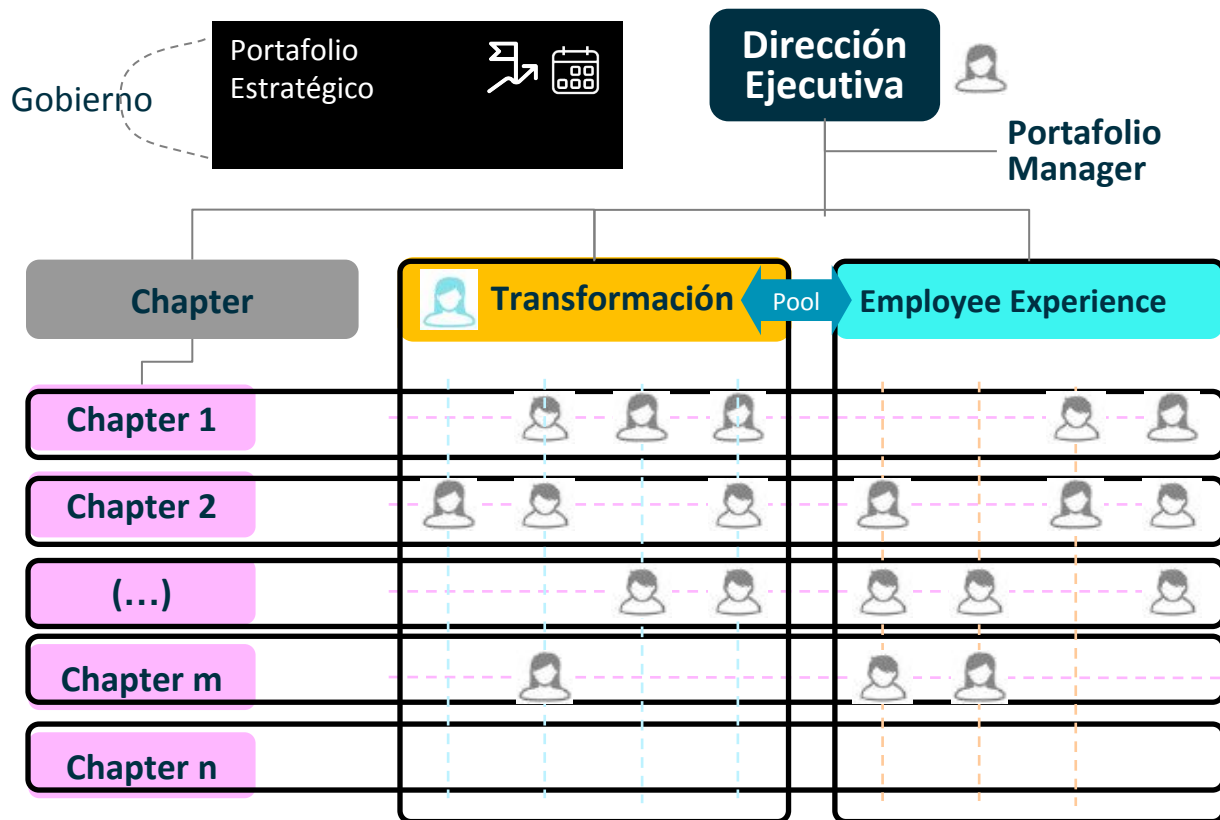 Portafolio
Estratégico
Gobierno
Dirección
Ejecutiva
Portafolio
Manager
Chapter
Transformación
Pool
Employee Experience
Chapter 1
Chapter 2
(...)
Chapter m
Chapter n